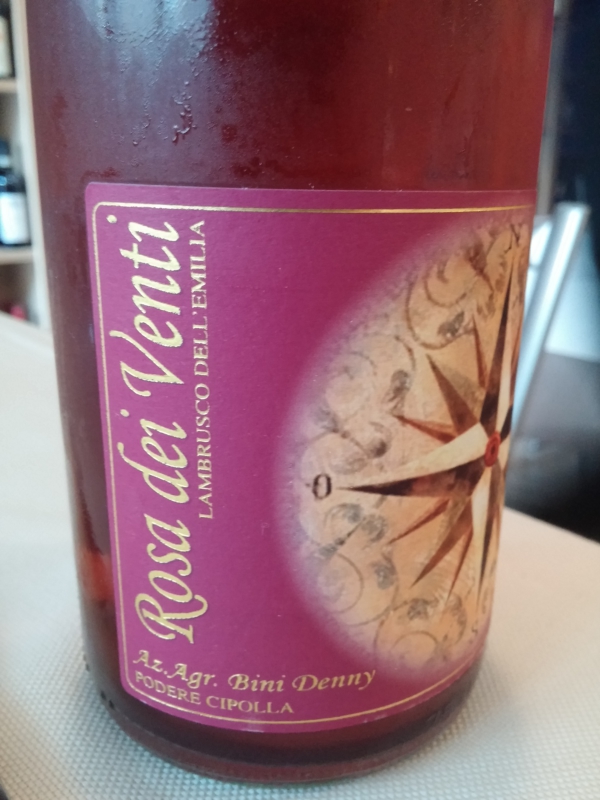 Rosa dei Venti
LAMBRUSCO DELL'EMILIA
O
Az.Agr. Bini Denny
PODERE CIPOLLA